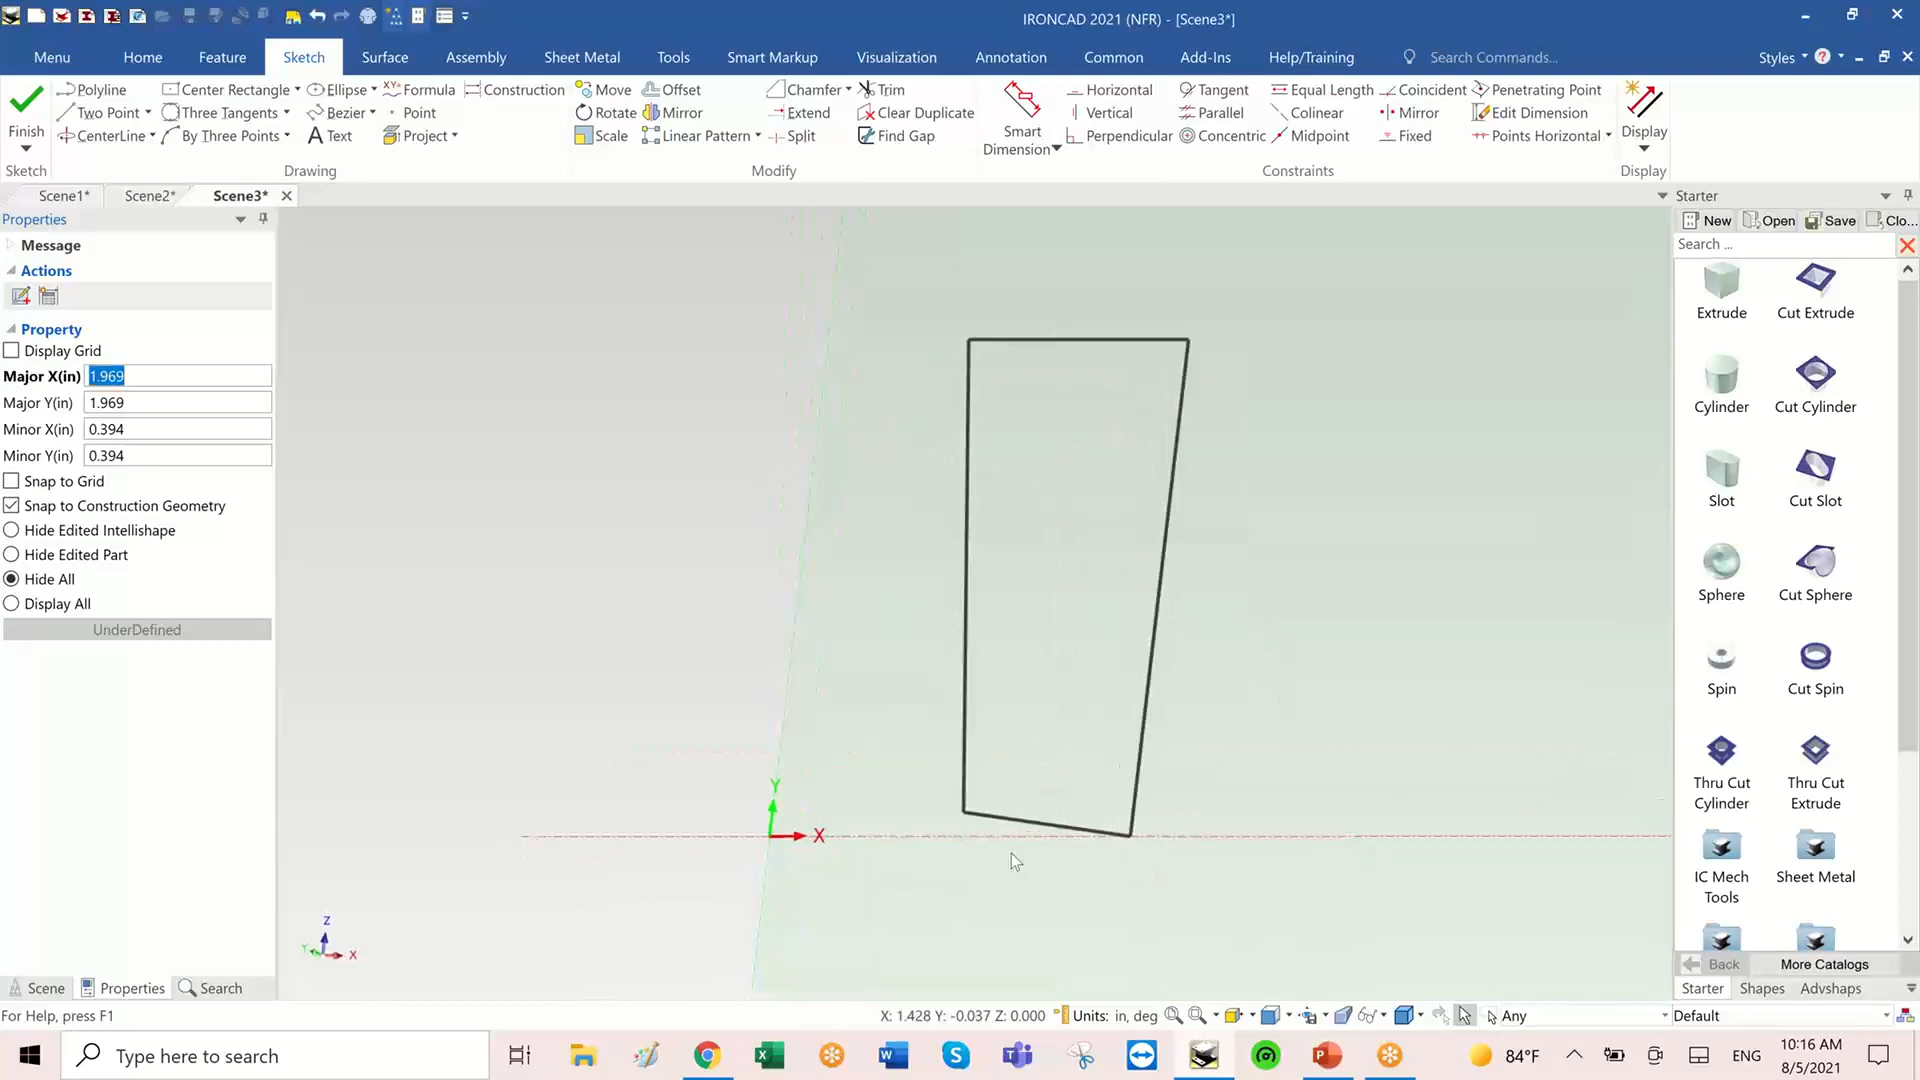 IRONCAD 2021 (NFR) - [Scene3*]
Menu Home Feature Sketch Surface Assembly Sheet Metal Tools Smart Markup Visualization Annotation Common Add-Ins Help/Training Search Commands... Styles
Polyline Center Rectangle Ellipse Formula Construction Move Offset Chamfer Trim Horizontal Tangent Equal Length Coincident Penetrating Point
Two Point Three Tangents Bezier Point Rotate Mirror Extend Clear Duplicate Vertical Parallel Colinear Mirror Edit Dimension
Finish CenterLine By Three Points Text Project Scale Linear Pattern Split Find Gap Smart Dimension Perpendicular Concentric Midpoint Fixed Points Horizontal Display
Sketch Drawing Modify Constraints Display
Scene1* Scene2* Scene3* Starter
Properties New Open Save Clo...
Message Search ...
Actions
Property
Display Grid
Major X(in) 1.969
Major Y(in) 1.969
Minor X(in) 0.394
Minor Y(in) 0.394
Snap to Grid
Snap to Construction Geometry
Hide Edited Intellishape
Hide Edited Part
Hide All
Display All
UnderDefined
Extrude Cut Extrude
Cylinder Cut Cylinder
Slot Cut Slot
Sphere Cut Sphere
Spin Cut Spin
Thru Cut Cylinder Thru Cut Extrude
IC Mech Tools Sheet Metal
Y
X
Z
Y
X
Back More Catalogs
Scene Properties Search Starter Shapes Advshaps
For Help, press F1 X: 1.428 Y: -0.037 Z: 0.000 Units: in, deg Any Default
Type here to search 84°F ENG 10:16 AM
8/5/2021